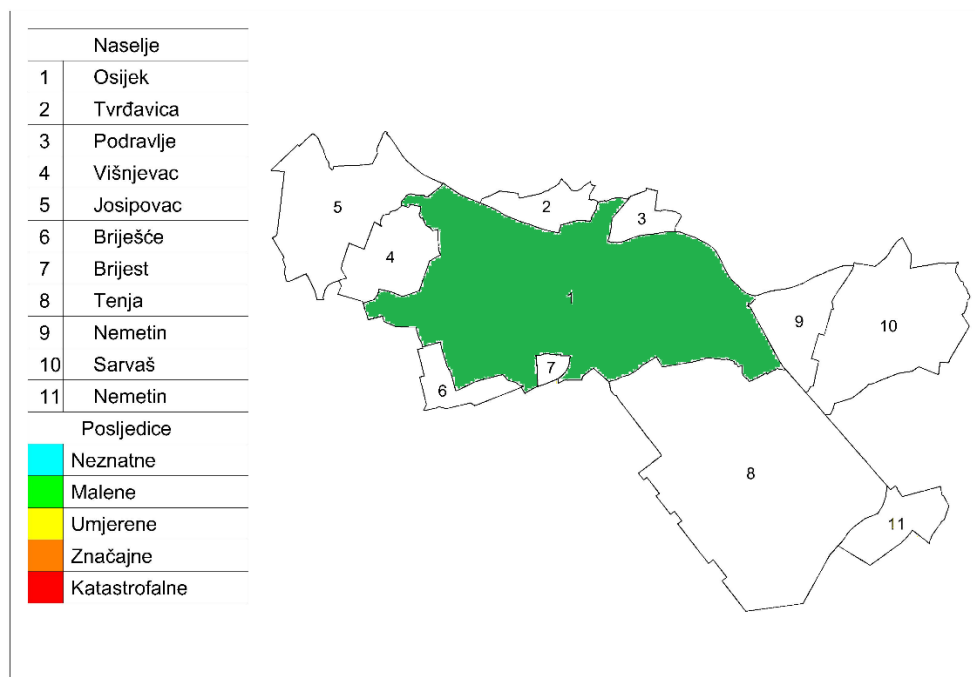 Naselje
1 Osijek
2 Tvrđavica
3 Podravlje
4 Višnjevac
5 Josipovac
6 Briješće
7 Brijest
8 Tenja
9 Nemetin
10 Sarvaš
11 Nemetin
Posljedice
Neznatne
Malene
Umjerene
Značajne
Katastrofalne
5
2
3
4
1
9
10
7
6
8
11